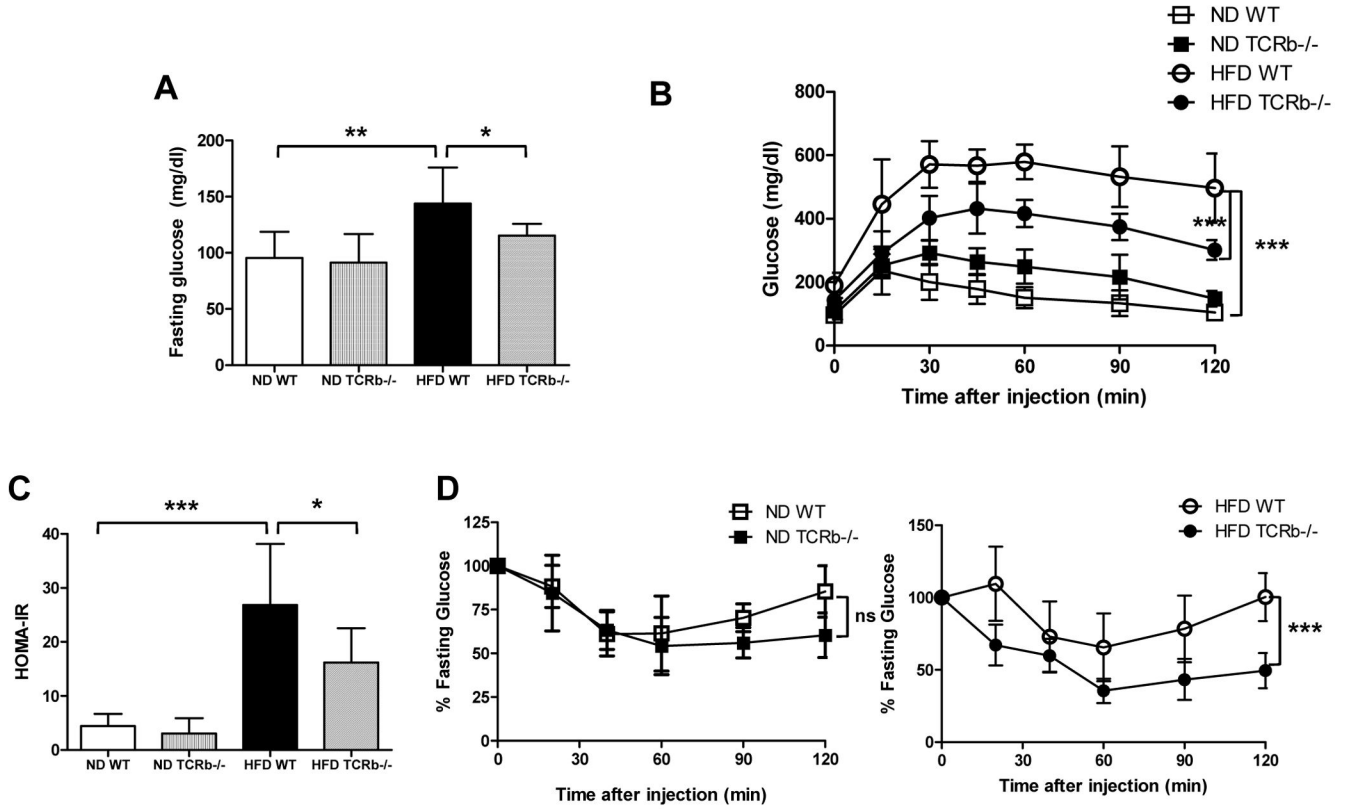 A
Fasting glucose (mg/dl)
200
150
100
50
0
**
*
ND WT
ND TCRb-/-
HFD WT
HFD TCRb-/-
B
ND WT
ND TCRb-/-
HFD WT
HFD TCRb-/-
Glucose (mg/dl)
800
600
400
200
0
***
***
0 30 60 90 120
Time after injection (min)
C
HOMA-IR
40
30
20
10
0
***
*
ND WT
ND TCRb-/-
HFD WT
HFD TCRb-/-
D
ND WT
ND TCRb-/-
% Fasting Glucose
125
100
75
50
25
0
ns
0 30 60 90 120
Time after injection (min)
HFD WT
HFD TCRb-/-
% Fasting Glucose
150
100
50
0
***
0 30 60 90 120
Time after injection (min)